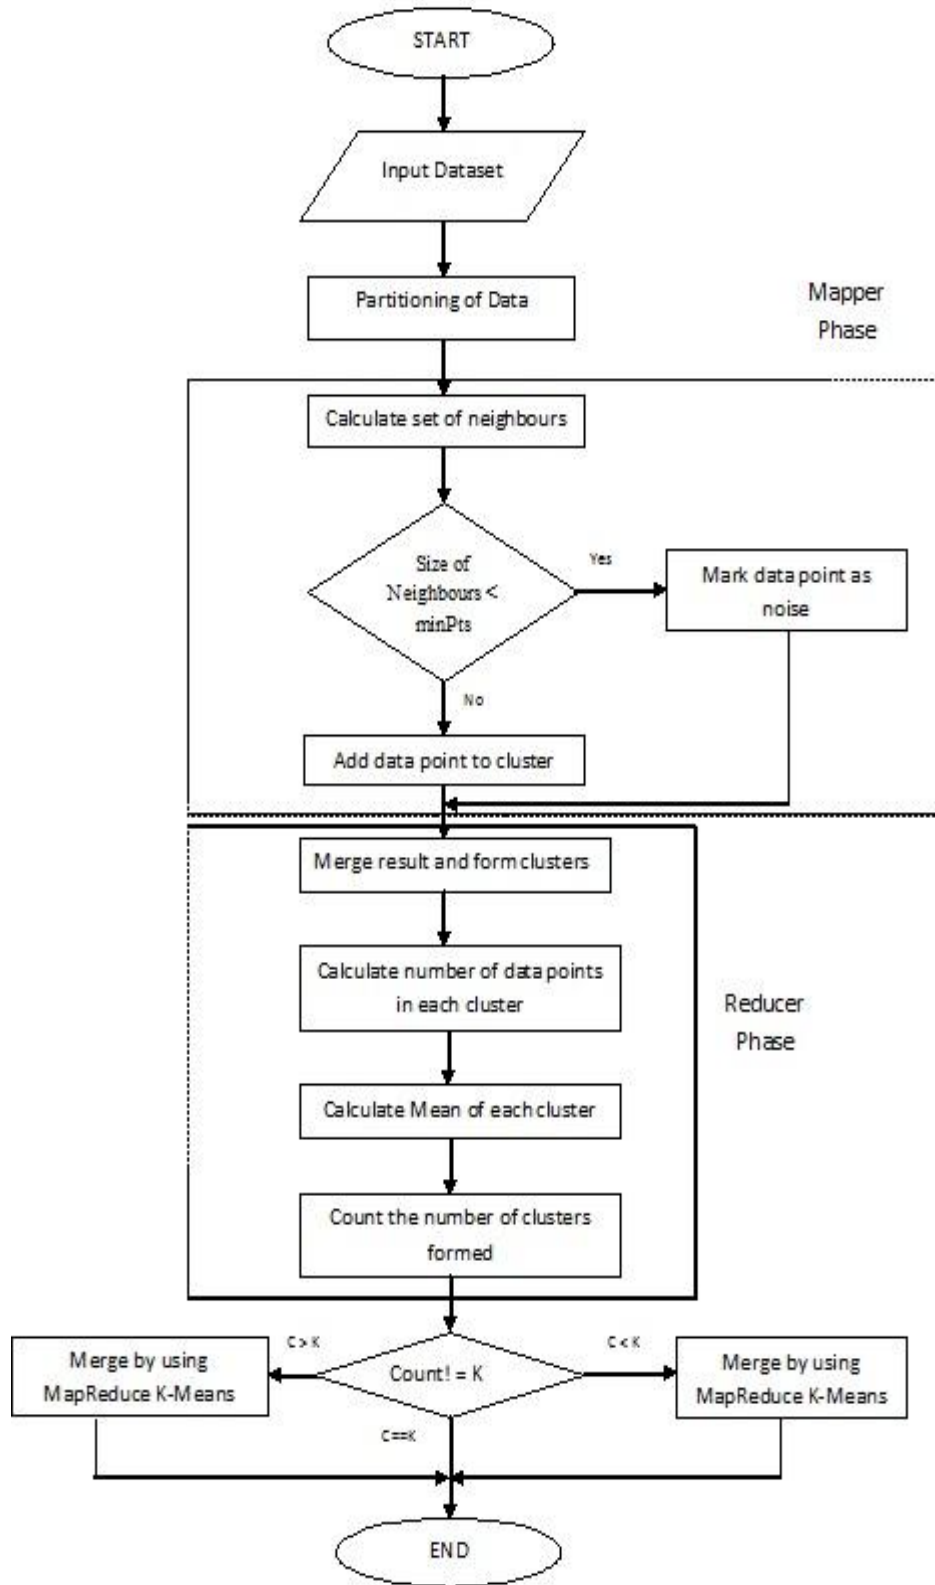 START
Input Dataset
Partitioning of Data
Mapper
Phase
Calculate set of neighbours
Size of
Neighbours <
minPts
Yes
Mark data point as
noise
No
Add data point to cluster
Merge result and form clusters
Calculate number of data points
in each cluster
Reducer
Phase
Calculate Mean of each cluster
Count the number of clusters
formed
C > K
Count! = K
C < K
Merge by using
MapReduce K-Means
Merge by using
MapReduce K-Means
C==K
END